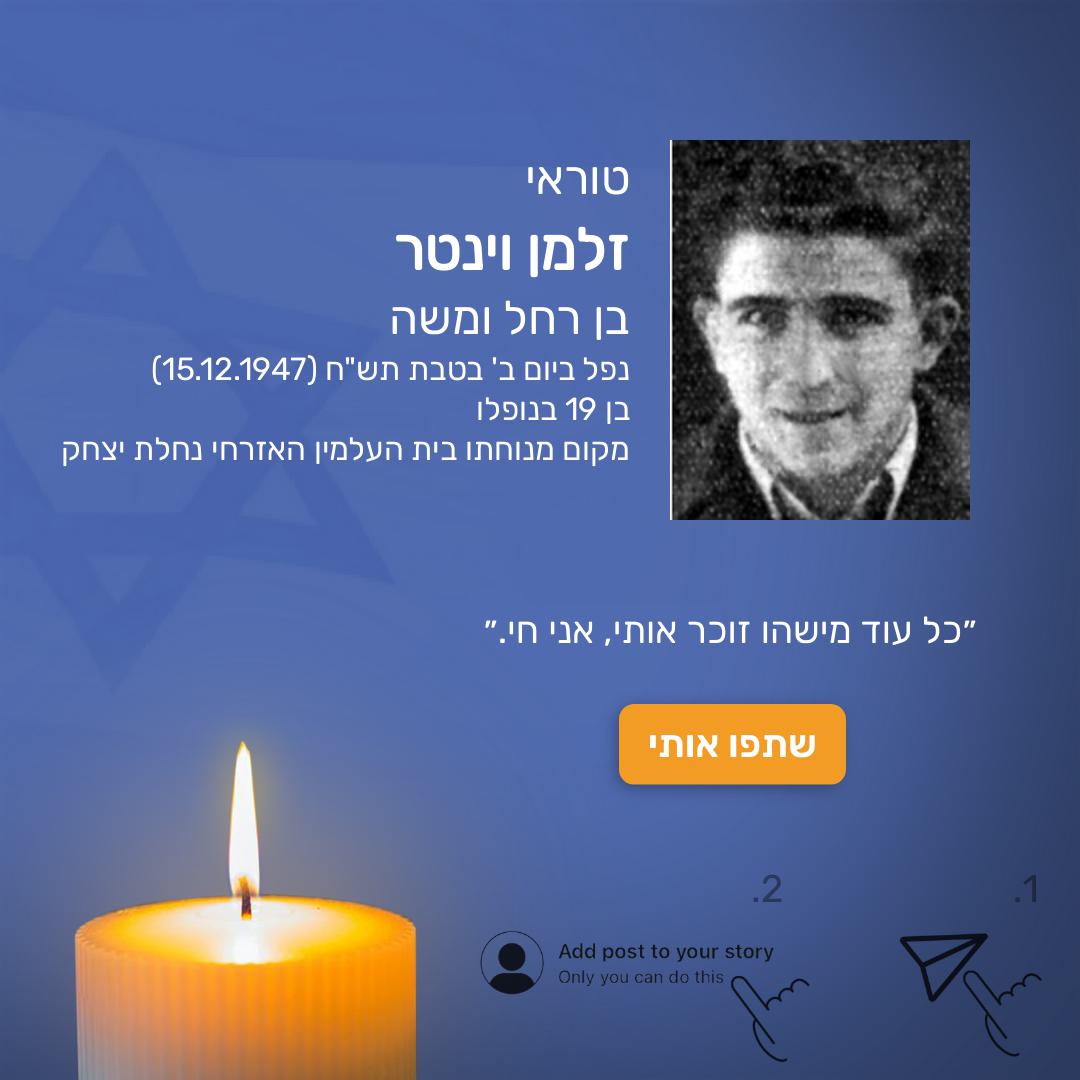 טוראי
זלמן וינטר
בן רחל ומשה
נפל ביום ב' בטבת תש"ח (15.12.1947)
בן 19 בנופלו
מקום מנוחתו בית העלמין האזרחי נחלת יצחק
״כל עוד מישהו זוכר אותי, אני חי.״
שתפו אותי
1.
2.
Add post to your story
Only you can do this